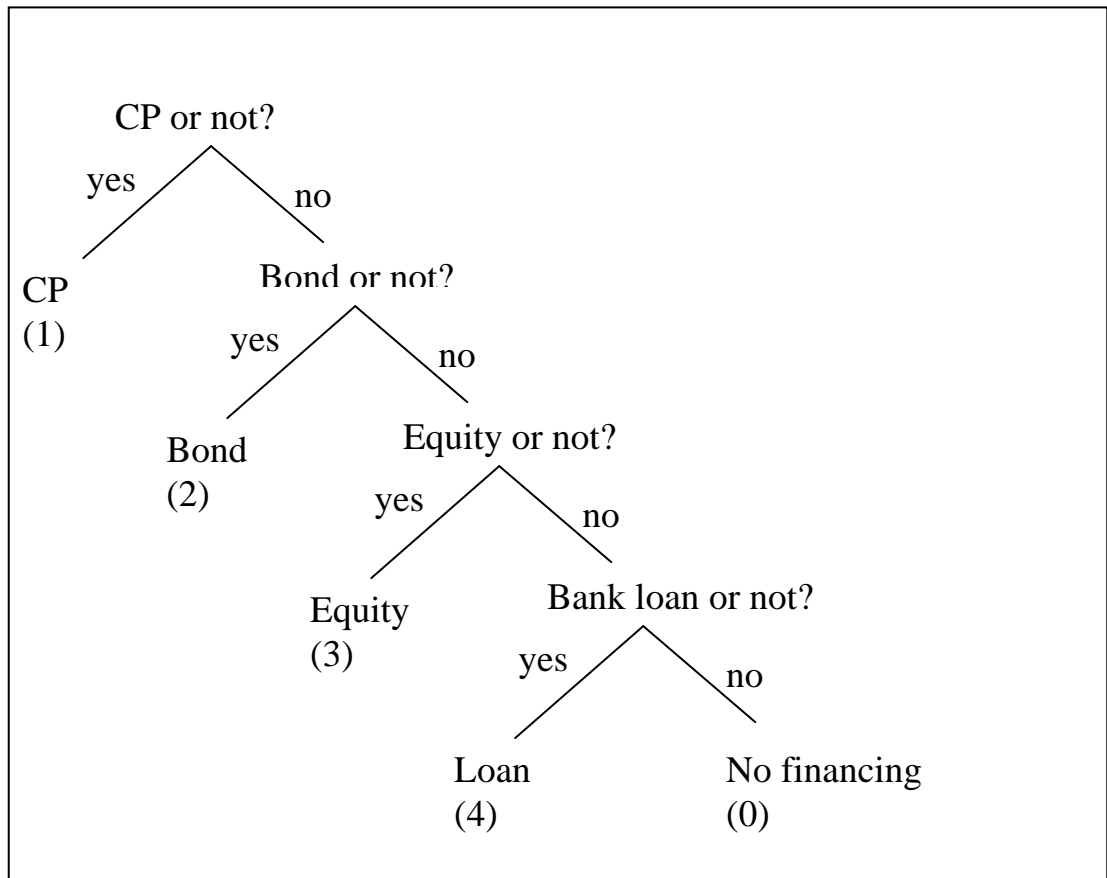 CP or not?
yes
no
CP
(1)
Bond or not?
yes
no
Bond
(2)
Equity or not?
yes
no
Equity
(3)
Bank loan or not?
yes
no
Loan
(4)
No financing
(0)